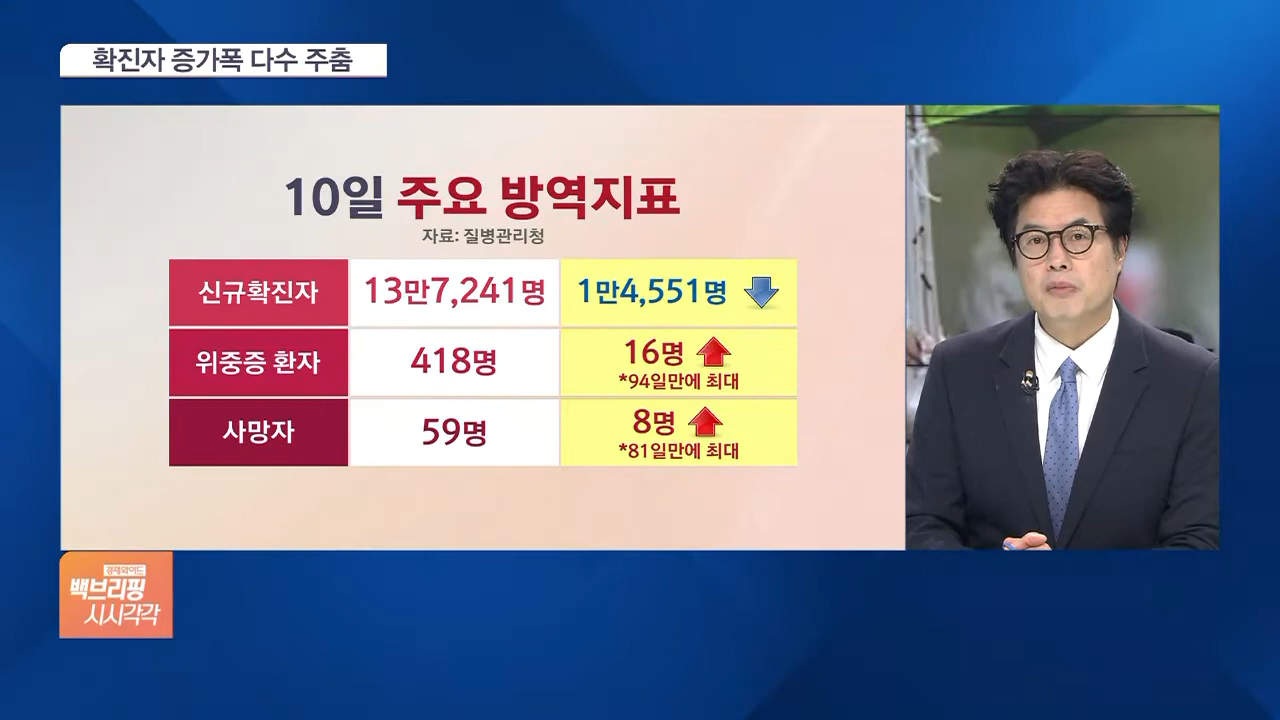 확진자 증가폭 다수 주춤
10일 주요 방역지표
자료: 질병관리청
신규확진자 13만7,241명 1만4,551명
위중증 환자 418명 16명
*94일만에 최대
사망자 59명 8명
*81일만에 최대
경제와이드
백브리핑
시시각각